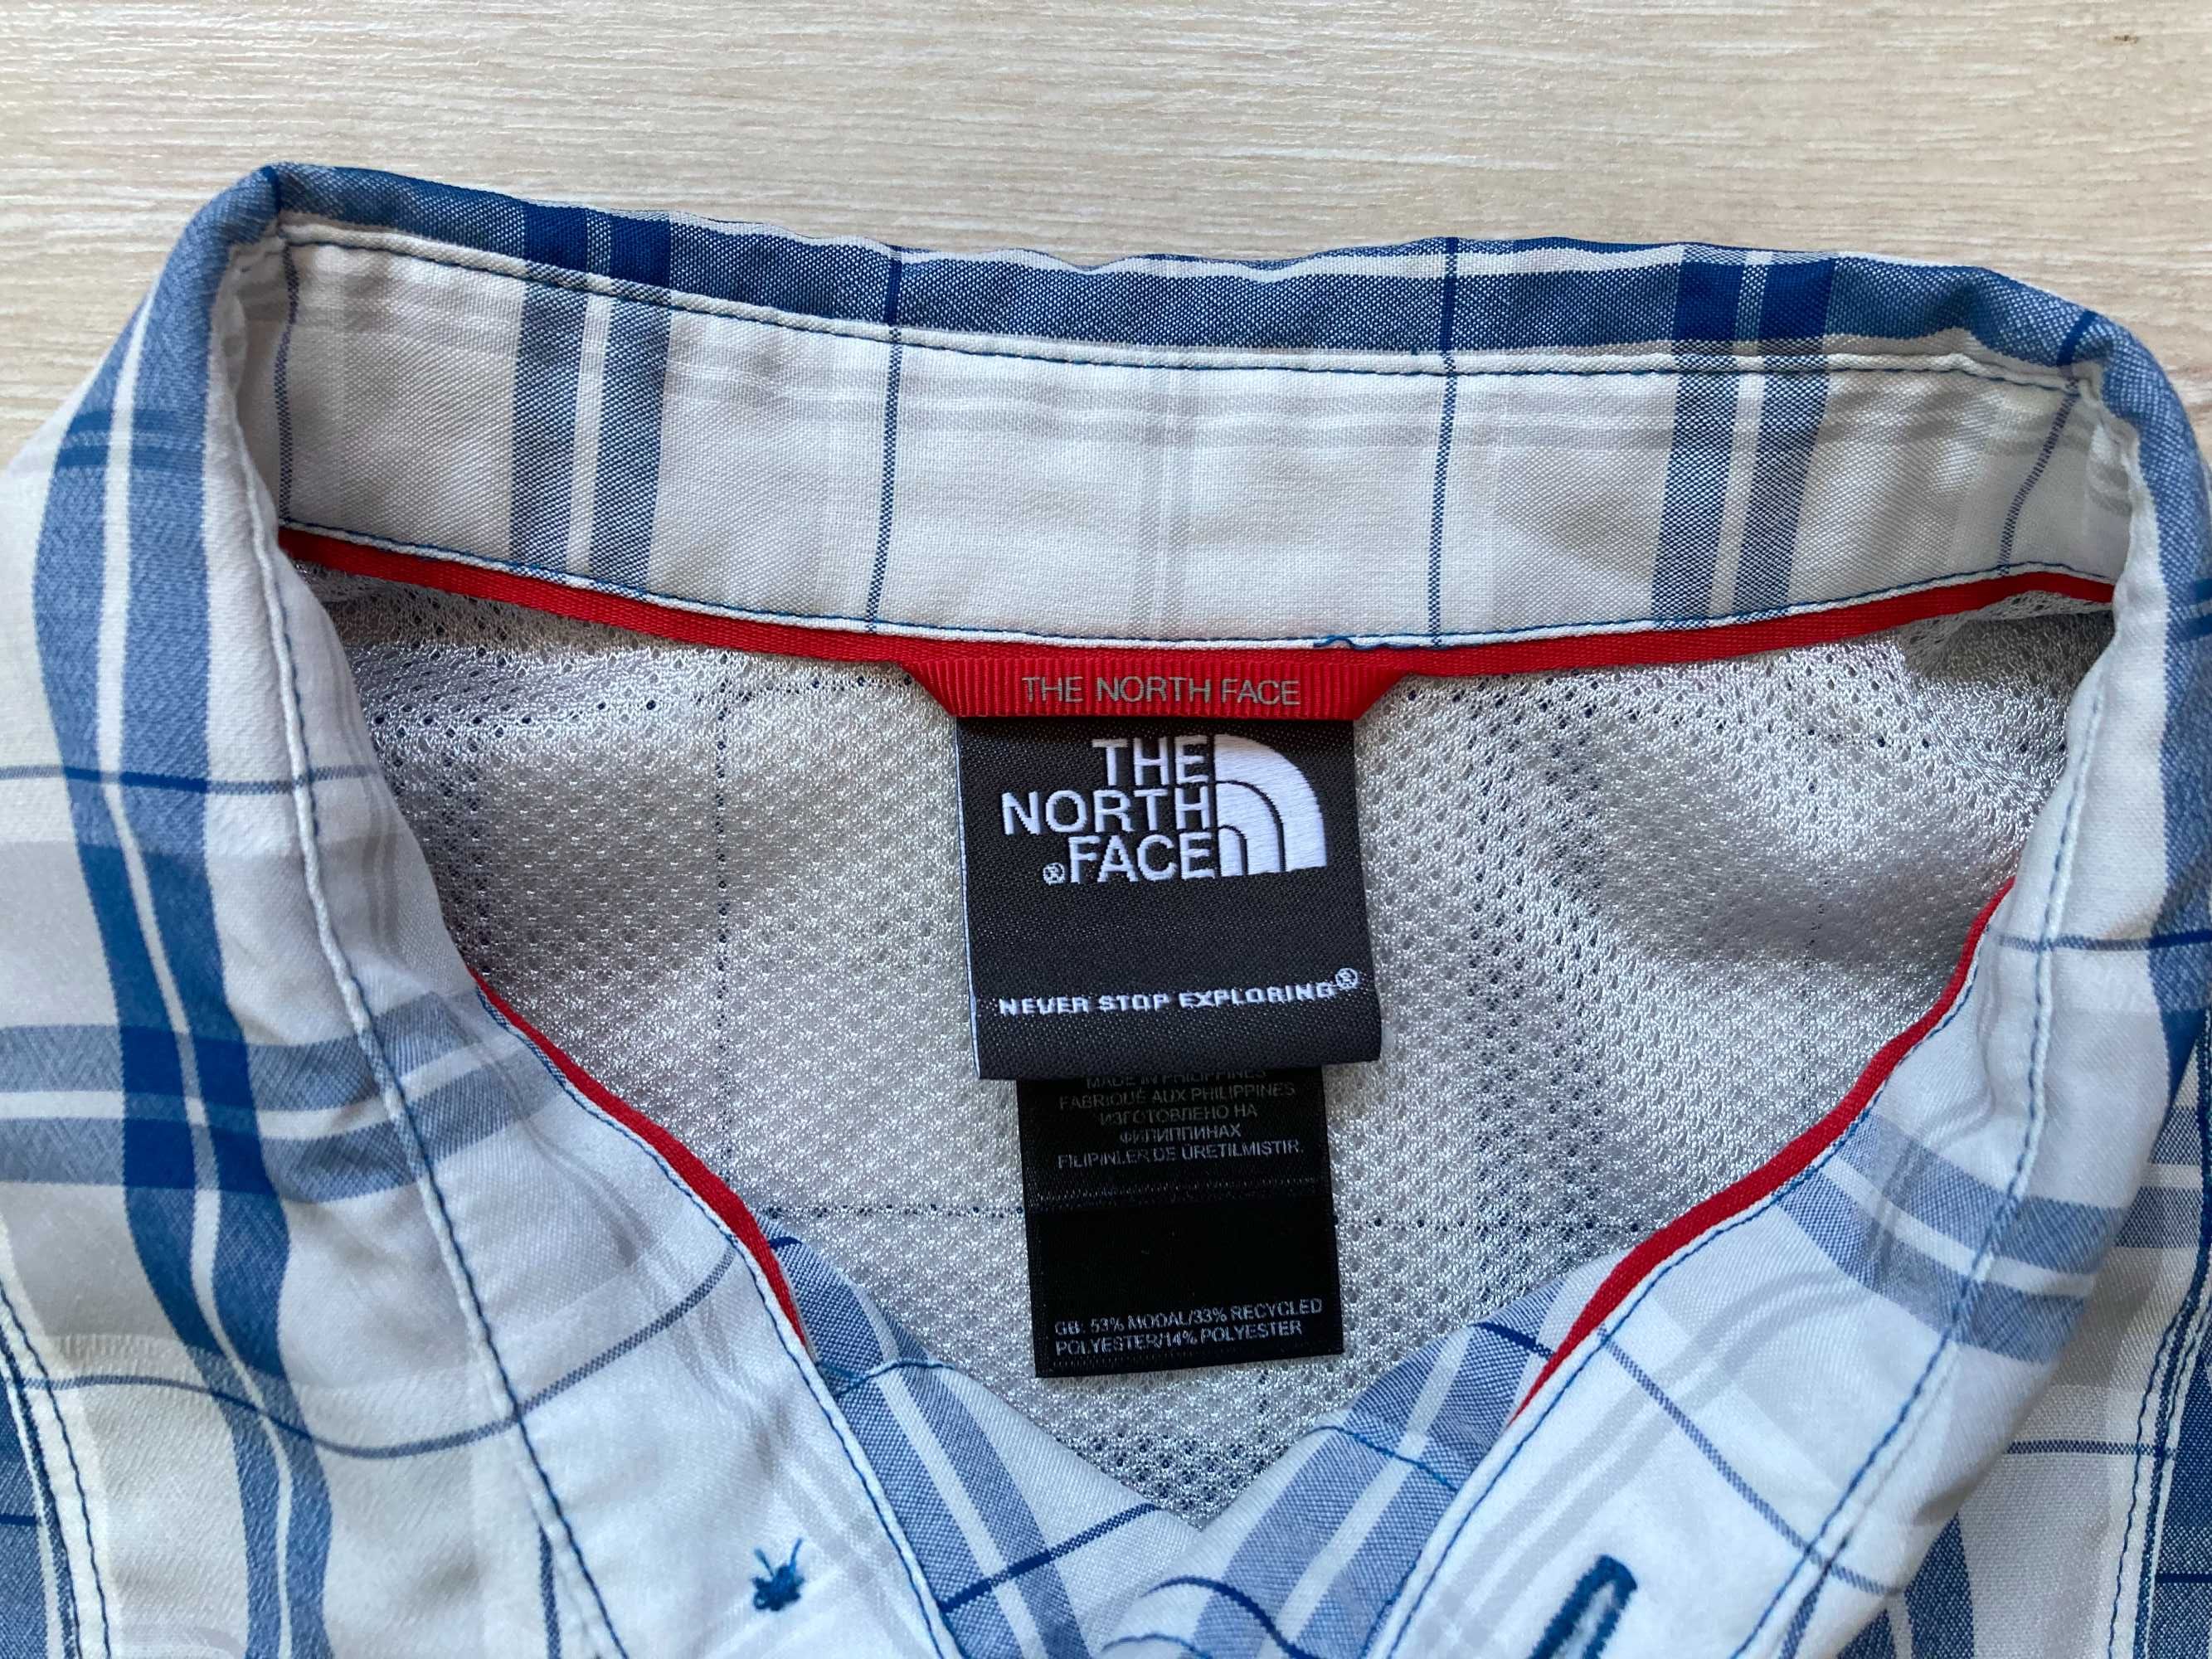 THE NORTH FACE
THE
NORTH
®FACE
NEVER STOP EXPLORING®
MADE IN PHILIPPINES
FABRIQUÉ AUX PHILIPPINES
ИЗГОТОВЛЕНО НА
ФИЛИППИНАХ
FILIPINLER DE ÜRETILMISTIR.
GB: 53% MODAL/33% RECYCLED
POLYESTER/14% POLYESTER